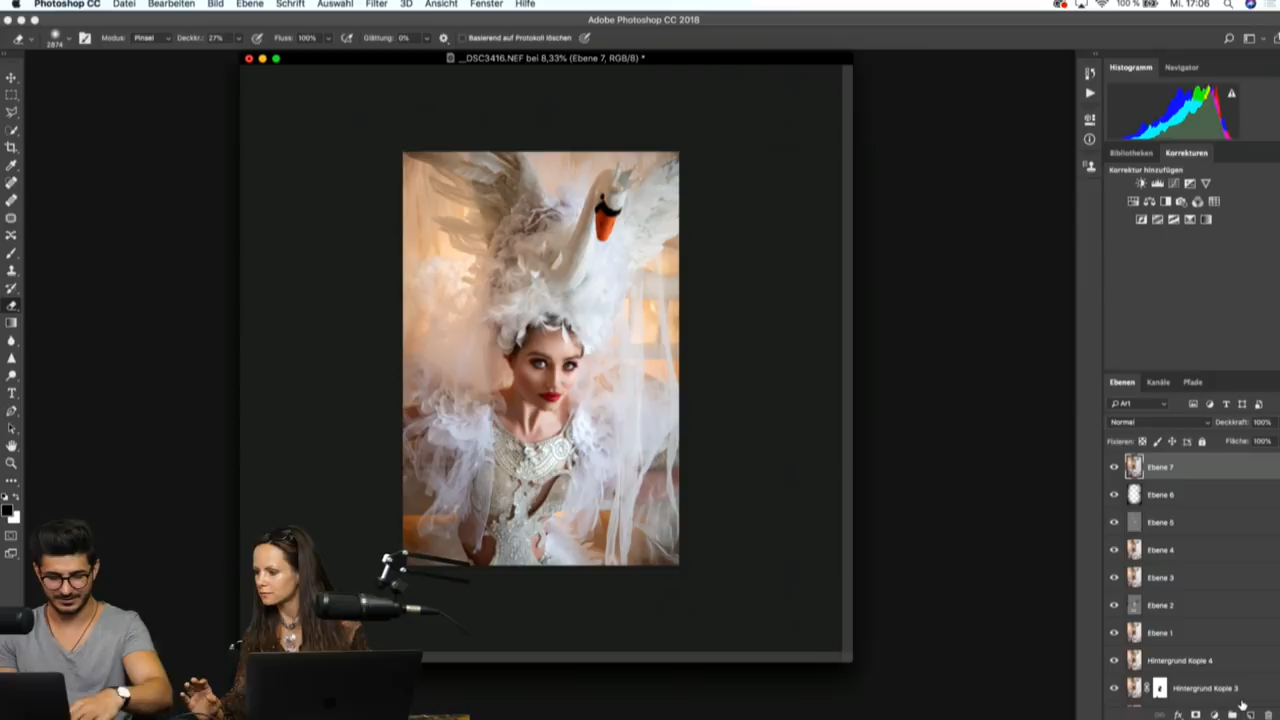 Photoshop CC Datei Bearbeiten Bild Ebene Schrift Auswahl Filter 3D Ansicht Fenster Hilfe 100 % Mi. 17:06
Adobe Photoshop CC 2018
2874 Modus: Pinsel Deckkr.: 27% Fluss: 100% Glättung: 0% Basierend auf Protokoll löschen
__DSC3416.NEF bei 8,33% (Ebene 7, RGB/8) *
Histogramm Navigator
Bibliotheken Korrekturen
Korrektur hinzufügen
Ebenen Kanäle Pfade
Art
Normal Deckkraft: 100%
Fixieren: Fläche: 100%
Ebene 7
Ebene 6
Ebene 5
Ebene 4
Ebene 3
Ebene 2
Ebene 1
Hintergrund Kopie 4
Hintergrund Kopie 3